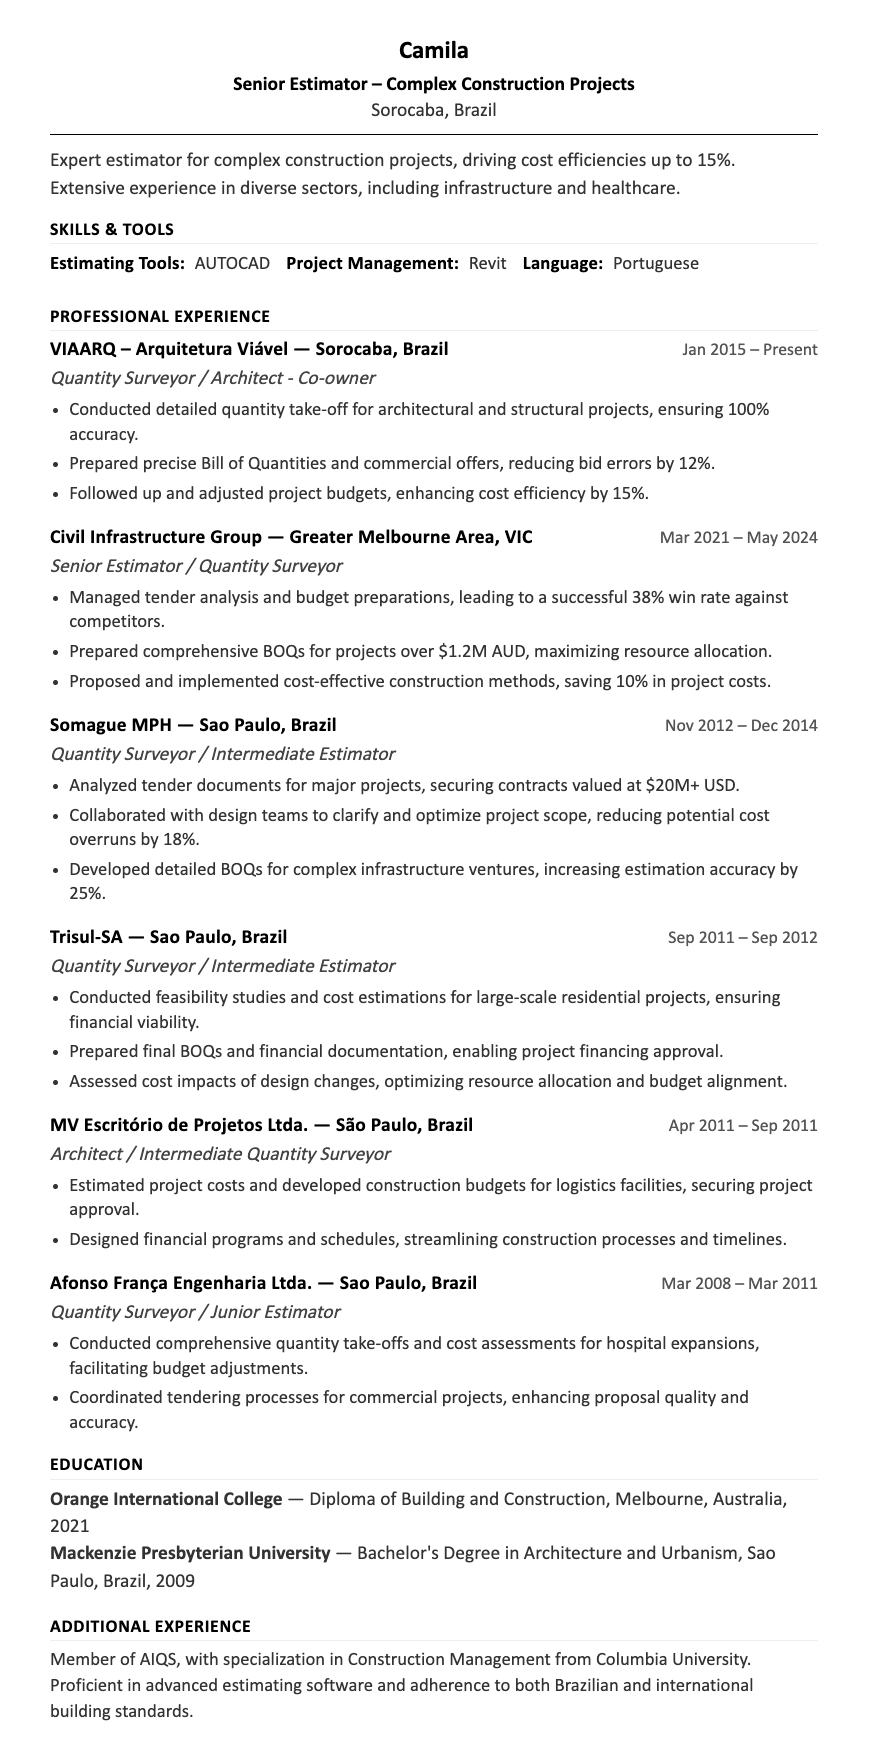 Camila
Senior Estimator – Complex Construction Projects
Sorocaba, Brazil
Expert estimator for complex construction projects, driving cost efficiencies up to 15%.
Extensive experience in diverse sectors, including infrastructure and healthcare.
SKILLS & TOOLS
Estimating Tools: AUTOCAD Project Management: Revit Language: Portuguese
PROFESSIONAL EXPERIENCE
VIAARQ – Arquitetura Viável — Sorocaba, Brazil Jan 2015 – Present
Quantity Surveyor / Architect - Co-owner
• Conducted detailed quantity take-off for architectural and structural projects, ensuring 100%
accuracy.
• Prepared precise Bill of Quantities and commercial offers, reducing bid errors by 12%.
• Followed up and adjusted project budgets, enhancing cost efficiency by 15%.
Civil Infrastructure Group — Greater Melbourne Area, VIC Mar 2021 – May 2024
Senior Estimator / Quantity Surveyor
• Managed tender analysis and budget preparations, leading to a successful 38% win rate against
competitors.
• Prepared comprehensive BOQs for projects over $1.2M AUD, maximizing resource allocation.
• Proposed and implemented cost-effective construction methods, saving 10% in project costs.
Somague MPH — Sao Paulo, Brazil Nov 2012 – Dec 2014
Quantity Surveyor / Intermediate Estimator
• Analyzed tender documents for major projects, securing contracts valued at $20M+ USD.
• Collaborated with design teams to clarify and optimize project scope, reducing potential cost
overruns by 18%.
• Developed detailed BOQs for complex infrastructure ventures, increasing estimation accuracy by
25%.
Trisul-SA — Sao Paulo, Brazil Sep 2011 – Sep 2012
Quantity Surveyor / Intermediate Estimator
• Conducted feasibility studies and cost estimations for large-scale residential projects, ensuring
financial viability.
• Prepared final BOQs and financial documentation, enabling project financing approval.
• Assessed cost impacts of design changes, optimizing resource allocation and budget alignment.
MV Escritório de Projetos Ltda. — São Paulo, Brazil Apr 2011 – Sep 2011
Architect / Intermediate Quantity Surveyor
• Estimated project costs and developed construction budgets for logistics facilities, securing project
approval.
• Designed financial programs and schedules, streamlining construction processes and timelines.
Afonso França Engenharia Ltda. — Sao Paulo, Brazil Mar 2008 – Mar 2011
Quantity Surveyor / Junior Estimator
• Conducted comprehensive quantity take-offs and cost assessments for hospital expansions,
facilitating budget adjustments.
• Coordinated tendering processes for commercial projects, enhancing proposal quality and
accuracy.
EDUCATION
Orange International College — Diploma of Building and Construction, Melbourne, Australia,
2021
Mackenzie Presbyterian University — Bachelor's Degree in Architecture and Urbanism, Sao
Paulo, Brazil, 2009
ADDITIONAL EXPERIENCE
Member of AIQS, with specialization in Construction Management from Columbia University.
Proficient in advanced estimating software and adherence to both Brazilian and international
building standards.